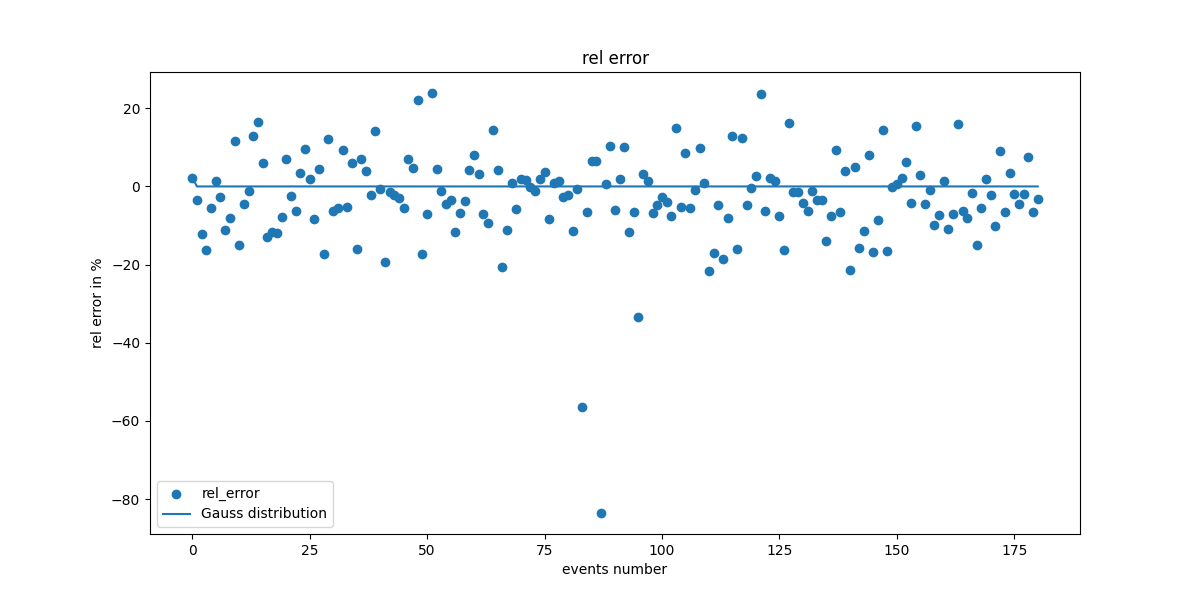 rel error
20
0
−20
−40
−60
−80
rel error in %
rel_error
Gauss distribution
0 25 50 75 100 125 150 175
events number